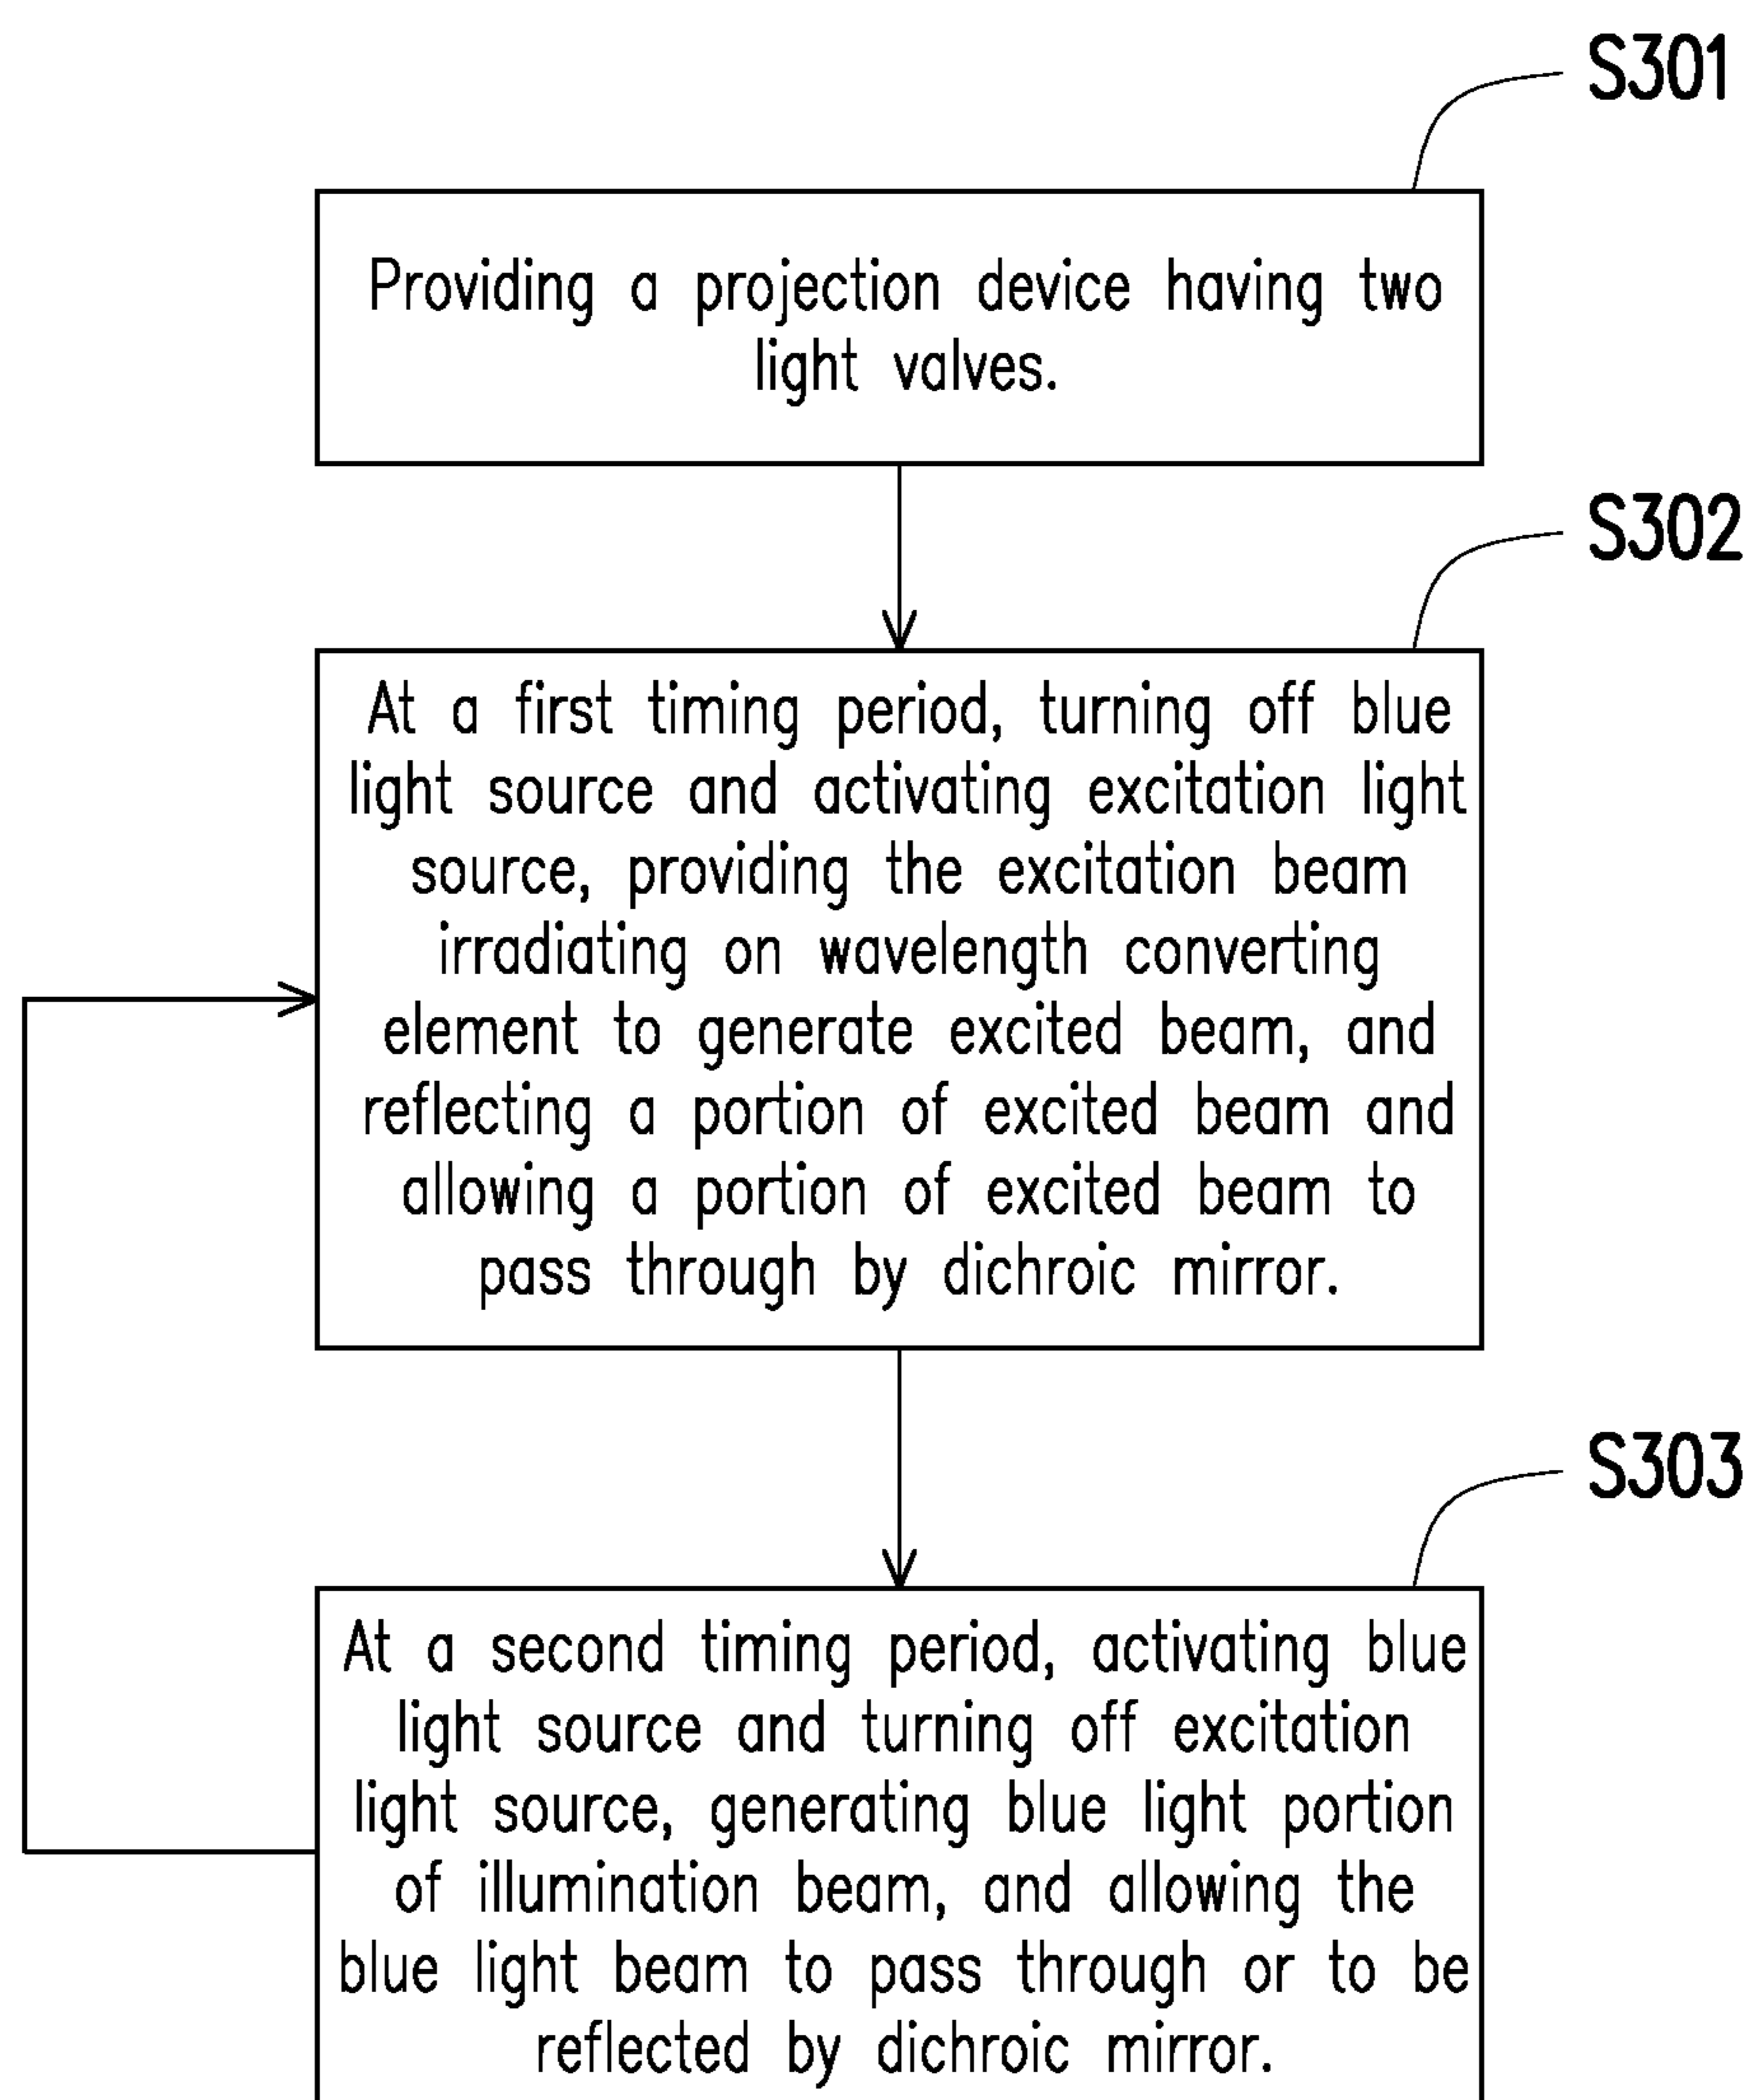 S301
Providing a projection device having two
light valves.
S302
At a first timing period, turning off blue
light source and activating excitation light
source, providing the excitation beam
irradiating on wavelength converting
element to generate excited beam, and
reflecting a portion of excited beam and
allowing a portion of excited beam to
pass through by dichroic mirror.
S303
At a second timing period, activating blue
light source and turning off excitation
light source, generating blue light portion
of illumination beam, and allowing the
blue light beam to pass through or to be
reflected by dichroic mirror.